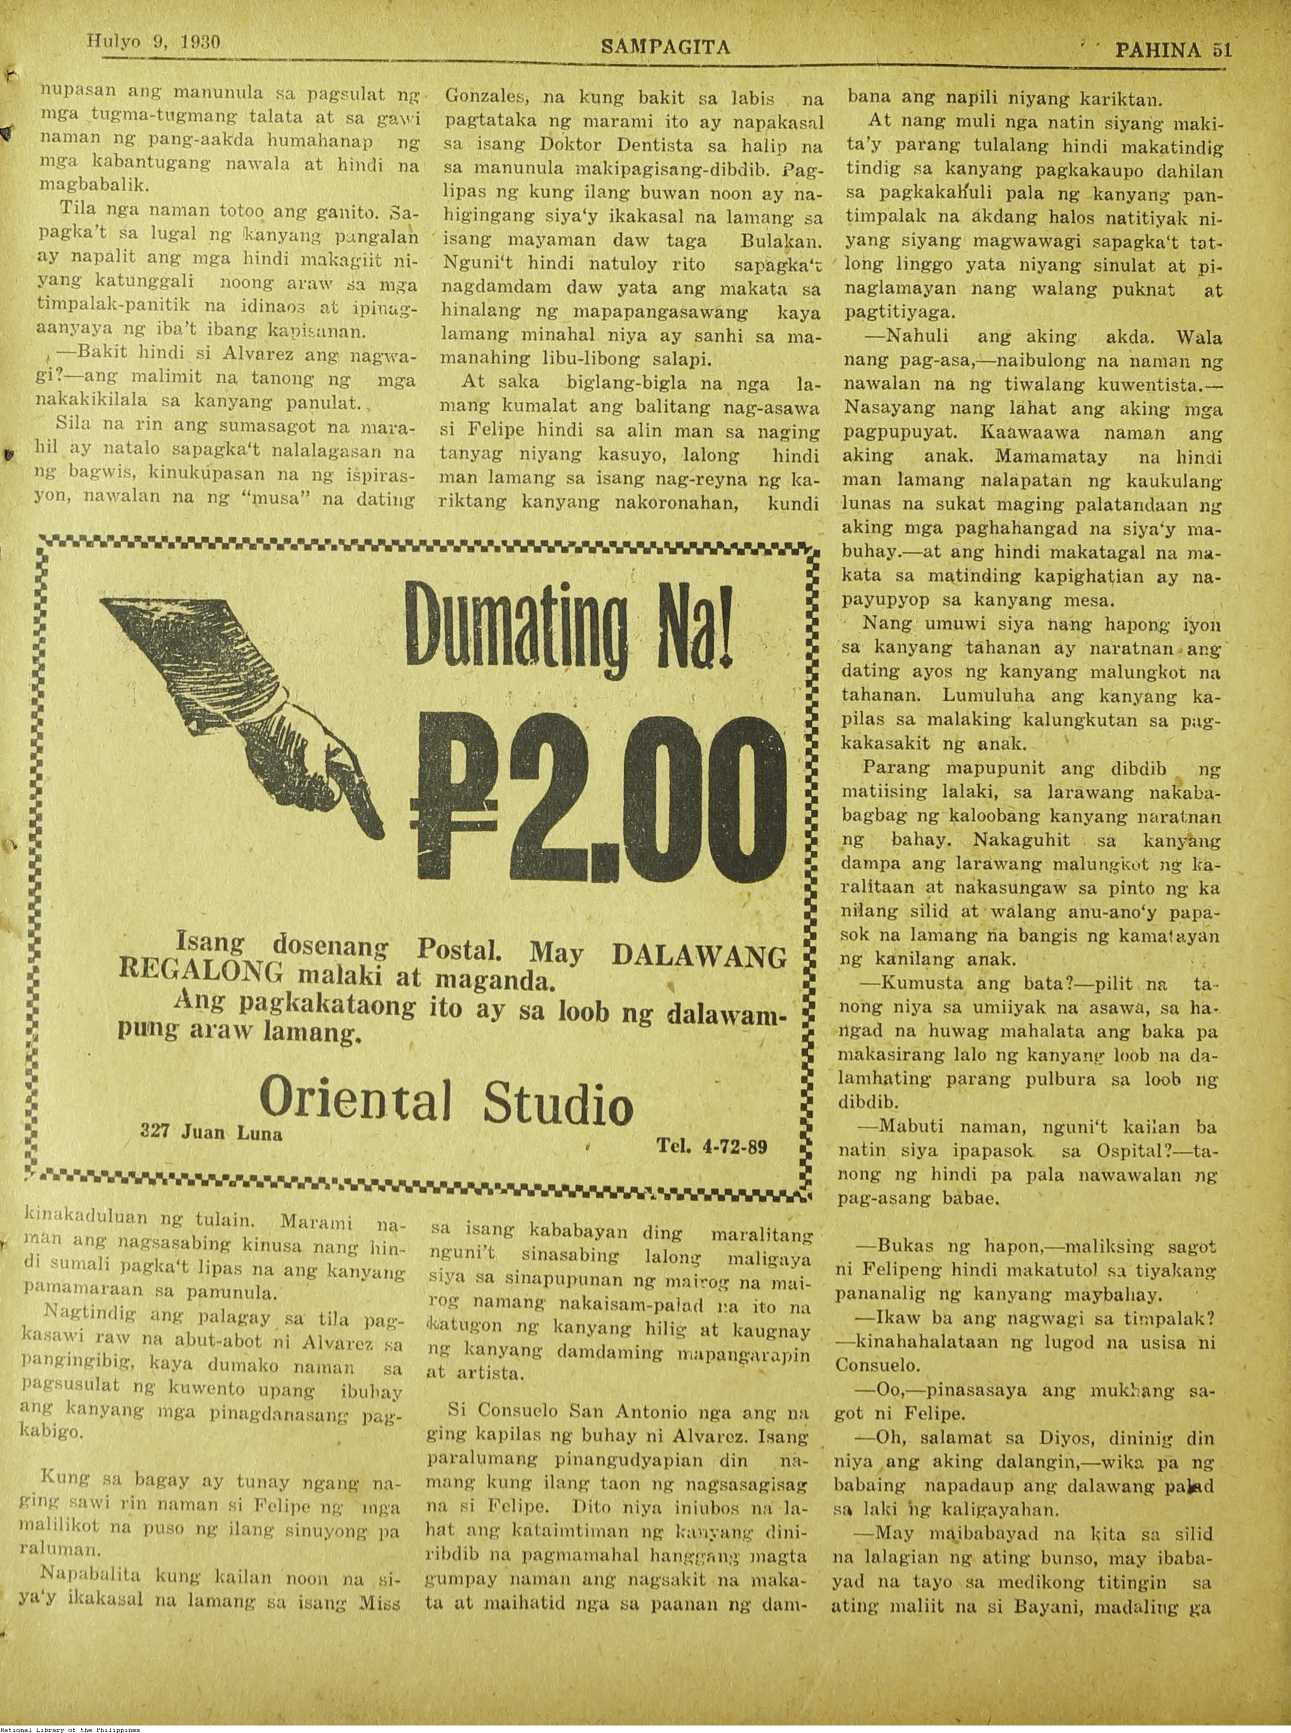 Hulyo 9, 1930
SAMPAGITA
PAHINA 51
nupasan ang manunula sa pagsulat ng
mga tugma-tugmang talata at sa gawi
naman ng pang-aakda humahanap ng
mga kabantugang nawala at hindi na
magbabalik.
Tila nga naman totoo ang ganito. Sa-
pagka't sa lugal ng kanyang pangalan
ay napalit ang mga hindi makagiit ni-
yang katunggali noong araw sa mga
timpalak-panitik na idinaos at ipinag-
aanyaya ng iba't ibang kapisanan.
—Bakit hindi si Alvarez ang nagwa-
gi?—ang malimit na tanong ng mga
nakakikilala sa kanyang panulat.
Sila na rin ang sumasagot na mara-
hil ay natalo sapagka't nalalagasan na
ng bagwis, kinukupasan na ng ispiras-
yon, nawalan na ng “musa” na dating
kinakaduluan ng tulain. Marami na-
man ang nagsasabing kinusa nang hin-
di sumali pagka't lipas na ang kanyang
pamamaraan sa panunula.
Nagtindig ang palagay sa tila pag-
kasawi raw na abut-abot ni Alvarez sa
pangingibig, kaya dumako naman sa
pagsusulat ng kuwento upang ibuhay
ang kanyang mga pinagdanasang pag-
kabigo.
Kung sa bagay ay tunay ngang na-
ging sawi rin naman si Felipe ng mga
malilikot na puso ng ilang sinuyong pa
raluman.
Napabalita kung kailan noon na si-
ya'y ikakasal na lamang sa isang Miss
Gonzales, na kung bakit sa labis na
pagtataka ng marami ito ay napakasal
sa isang Doktor Dentista sa halip na
sa manunula makipagisang-dibdib. Pag-
lipas ng kung ilang buwan noon ay na-
higingang siya'y ikakasal na lamang sa
isang mayaman daw taga Bulakan.
Nguni't hindi natuloy rito sapagka't
nagdamdam daw yata ang makata sa
hinalang ng mapapangasawang kaya
lamang minahal niya ay sanhi sa ma-
manahing libu-libong salapi.
At saka biglang-bigla na nga la-
mang kumalat ang balitang nag-asawa
si Felipe hindi sa alin man sa naging
tanyag niyang kasuyo, lalong hindi
man lamang sa isang nag-reyna ng ka-
riktang kanyang nakoronahan, kundi
sa isang kababayan ding maralitang
nguni't sinasabing lalong maligaya
siya sa sinapupunan ng mairog na mai-
rog namang nakaisam-palad na ito na
katugon ng kanyang hilig at kaugnay
ng kanyang damdaming mapangarapin
at artista.
Si Consuelo San Antonio nga ang na
ging kapilas ng buhay ni Alvarez. Isang
paralumang pinangudyapian din na-
mang kung ilang taon ng nagsasagisag
na si Felipe. Dito niya iniubos na la-
hat ang kataimtiman ng kanyang dini-
ribdib na pagmamahal hanggang magta
gumpay naman ang nagsakit na maka-
ta at maihatid nga sa paanan ng dam-
bana ang napili niyang kariktan.
At nang muli nga natin siyang maki-
ta'y parang tulalang hindi makatindig
tindig sa kanyang pagkakaupo dahilan
sa pagkakahuli pala ng kanyang pan-
timpalak na akdang halos natitiyak ni-
yang siyang magwawagi sapagka't tat-
long linggo yata niyang sinulat at pi-
naglamayan nang walang puknat at
pagtitiyaga.
—Nahuli ang aking akda. Wala
nang pag-asa,—naibulong na naman ng
nawalan na ng tiwalang kuwentista.—
Nasayang nang lahat ang aking mga
pagpupuyat. Kaawaawa naman ang
aking anak. Mamamatay na hindi
man lamang nalapatan ng kaukulang
lunas na sukat maging palatandaan ng
aking mga paghahangad na siya'y ma-
buhay.—at ang hindi makatagal na ma-
kata sa matinding kapighatian ay na-
payupyop sa kanyang mesa.
Nang umuwi siya nang hapong iyon
sa kanyang tahanan ay naratnan ang
dating ayos ng kanyang malungkot na
tahanan. Lumuluha ang kanyang ka-
pilas sa malaking kalungkutan sa pag-
kakasakit ng anak.
Parang mapupunit ang dibdib ng
matiising lalaki, sa larawang nakaba-
bagbag ng kaloobang kanyang naratnan
ng bahay. Nakaguhit sa kanyang
dampa ang larawang malungkot ng ka-
ralitaan at nakasungaw sa pinto ng ka
nilang silid at walang anu-ano'y papa-
sok na lamang na bangis ng kamatayan
ng kanilang anak.
—Kumusta ang bata?—pilit na ta-
nong niya sa umiiyak na asawa, sa ha-
ngad na huwag mahalata ang baka pa
makasirang lalo ng kanyang loob na da-
lamhating parang pulbura sa loob ng
dibdib.
—Mabuti naman, nguni't kailan ba
natin siya ipapasok sa Ospital?—ta-
nong ng hindi pa pala nawawalan ng
pag-asang babae.
—Bukas ng hapon,—maliksing sagot
ni Felipeng hindi makatutol sa tiyakang
pananalig ng kanyang maybahay.
—Ikaw ba ang nagwagi sa timpalak?
—kinahahalataan ng lugod na usisa ni
Consuelo.
—Oo,—pinasasaya ang mukhang sa-
got ni Felipe.
—Oh, salamat sa Diyos, dininig din
niya ang aking dalangin,—wika pa ng
babaing napadaup ang dalawang palad
sa laki ng kaligayahan.
—May maibabayad na kita sa silid
na lalagian ng ating bunso, may ibaba-
yad na tayo sa medikong titingin sa
ating maliit na si Bayani, madaling ga
Dumating Na!
₱2.00
Isang dosenang Postal. May DALAWANG
REGALONG malaki at maganda.
Ang pagkakataong ito ay sa loob ng dalawam-
pung araw lamang.
Oriental Studio
327 Juan Luna
Tel. 4-72-89
National Library of the Philippines